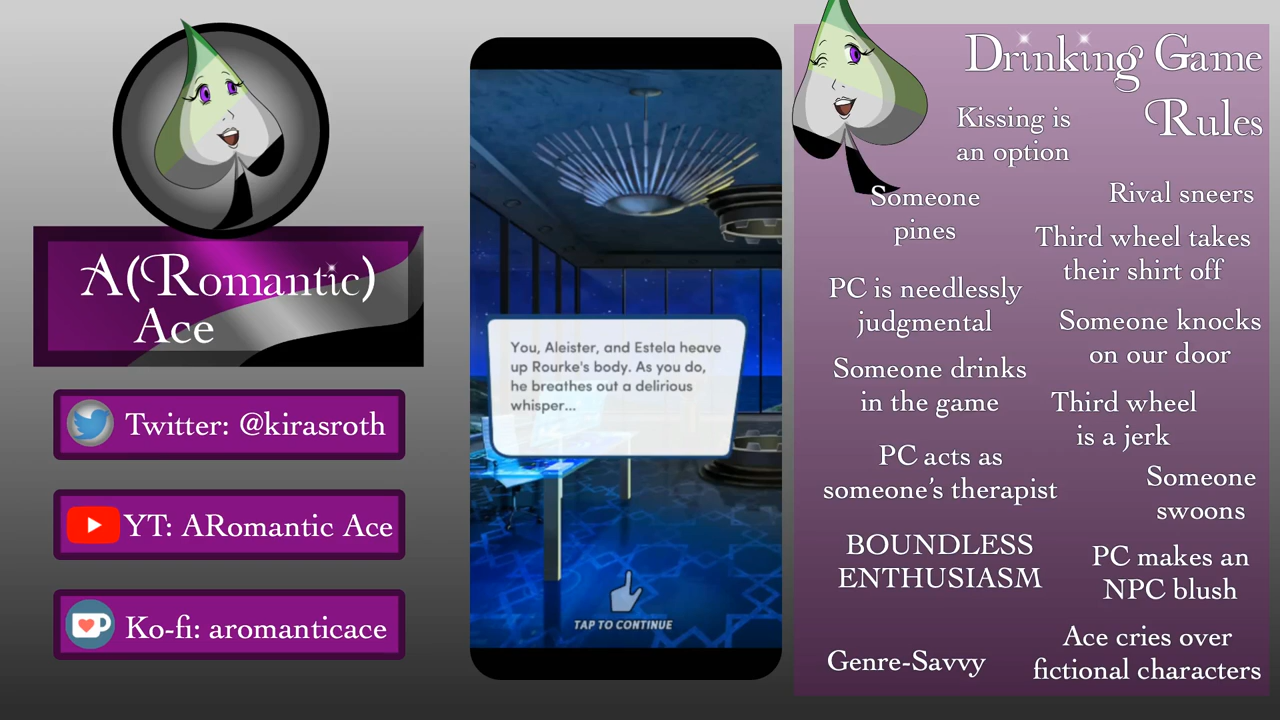 A(Romantic)
Ace
Twitter: @kirasroth
YT: ARomantic Ace
Ko-fi: aromanticace
You, Aleister, and Estela heave
up Rourke's body. As you do,
he breathes out a delirious
whisper...
TAP TO CONTINUE
Drinking Game
Rules
Kissing is
an option
Someone
pines
Rival sneers
Third wheel takes
their shirt off
PC is needlessly
judgmental
Someone knocks
on our door
Someone drinks
in the game
Third wheel
is a jerk
PC acts as
someone's therapist
Someone
swoons
BOUNDLESS
ENTHUSIASM
PC makes an
NPC blush
Genre-Savvy
Ace cries over
fictional characters